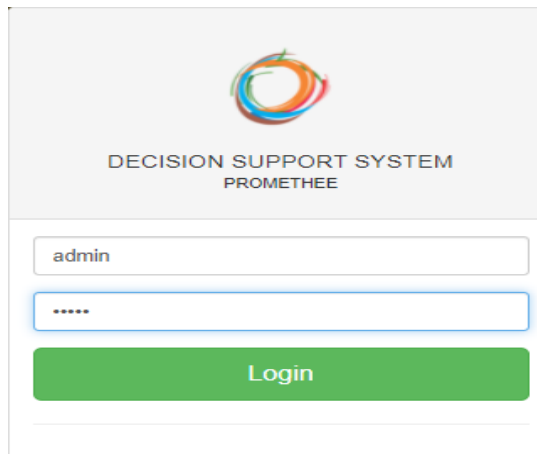 DECISION SUPPORT SYSTEM
PROMETHEE
admin
•••••
Login